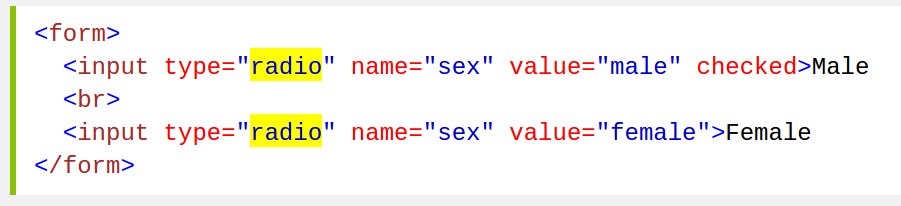 <form>
<input type="radio" name="sex" value="male" checked>Male
<br>
<input type="radio" name="sex" value="female">Female
</form>